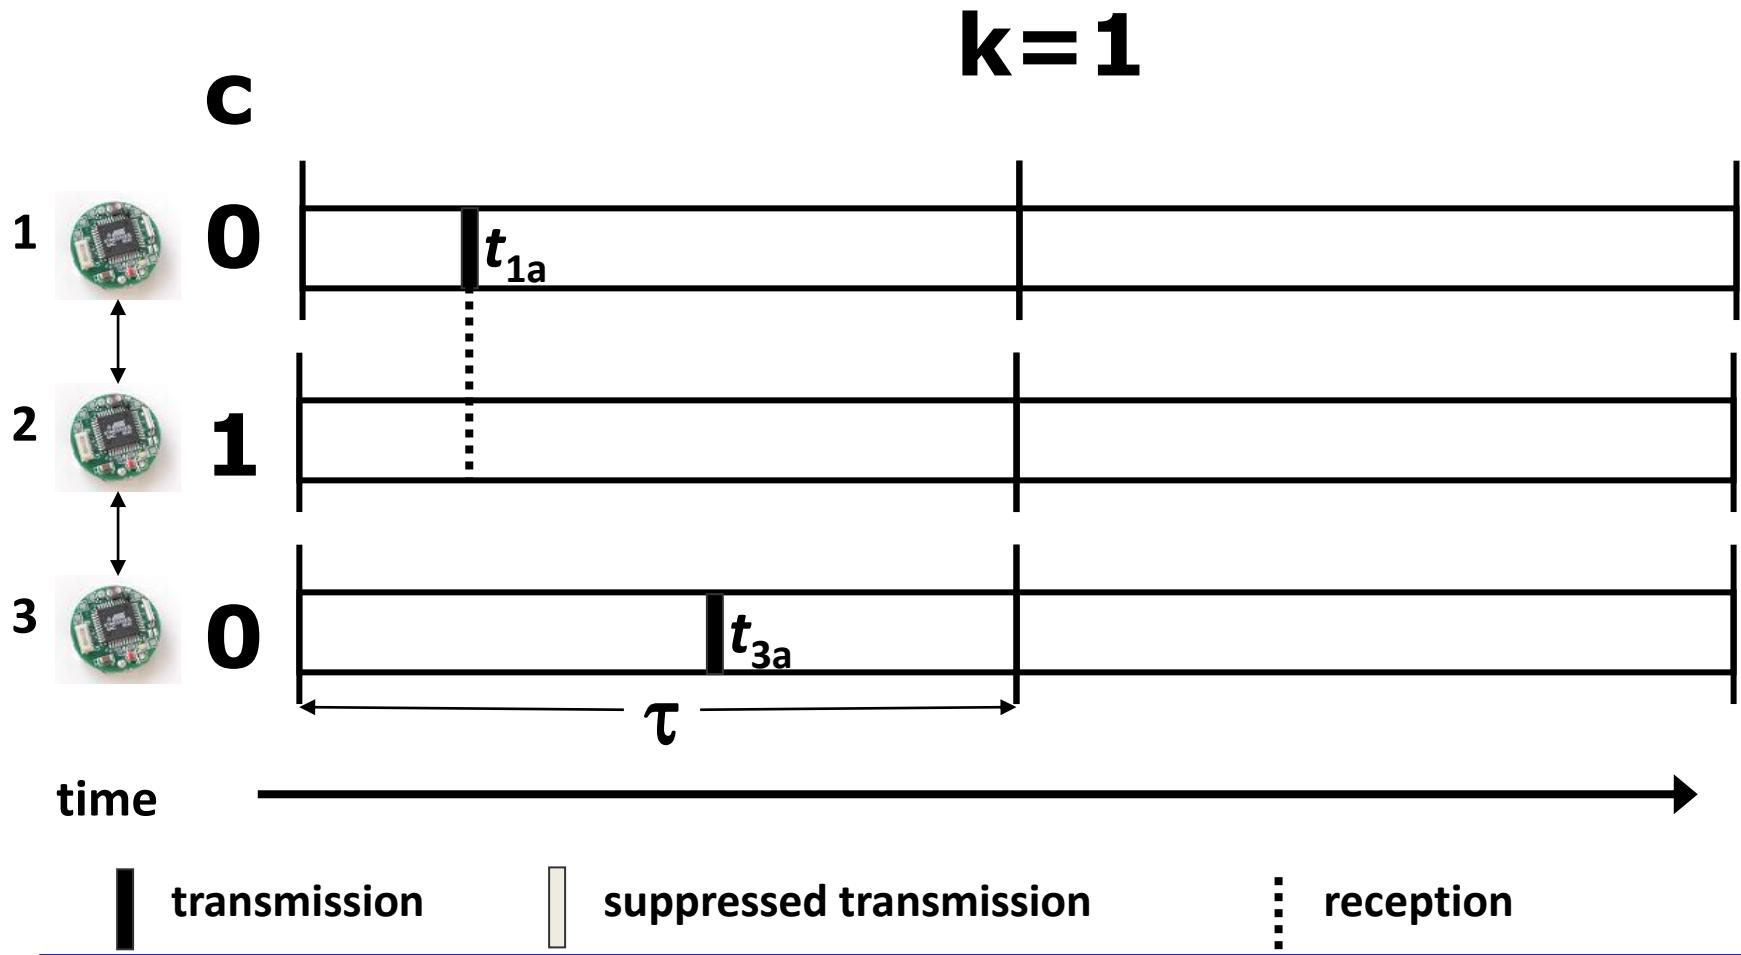 k=1
c
1 0 t1a
2 1
3 0 t3a
τ
time
transmission suppressed transmission reception